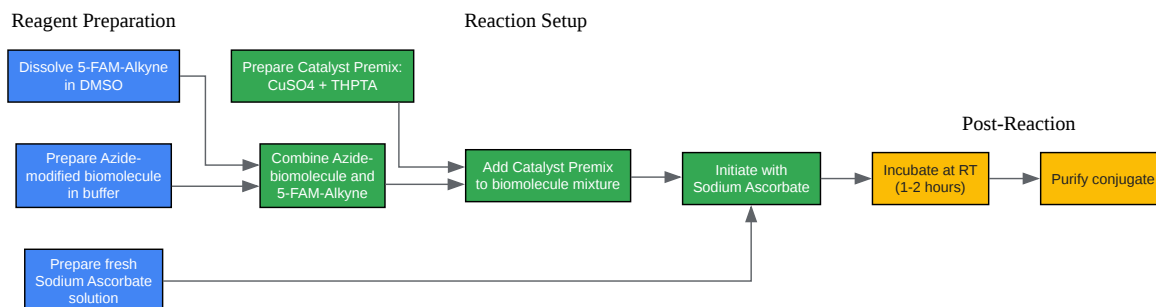 Reagent Preparation
Reaction Setup
Dissolve 5-FAM-Alkyne
in DMSO
Prepare Catalyst Premix:
CuSO4 + THPTA
Post-Reaction
Prepare Azide-
modified biomolecule
in buffer
Combine Azide-
biomolecule and
5-FAM-Alkyne
Add Catalyst Premix
to biomolecule mixture
Initiate with
Sodium Ascorbate
Incubate at RT
(1-2 hours)
Purify conjugate
Prepare fresh
Sodium Ascorbate
solution